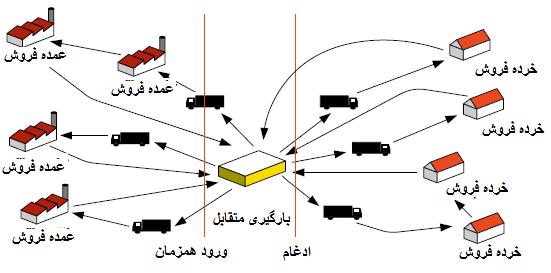 عمده فروش
عمده فروش
خرده فروش
خرده فروش
عمده فروش
خرده فروش
بارگیری متقابل
عمده فروش
ورود همزمان
ادغام
خرده فروش